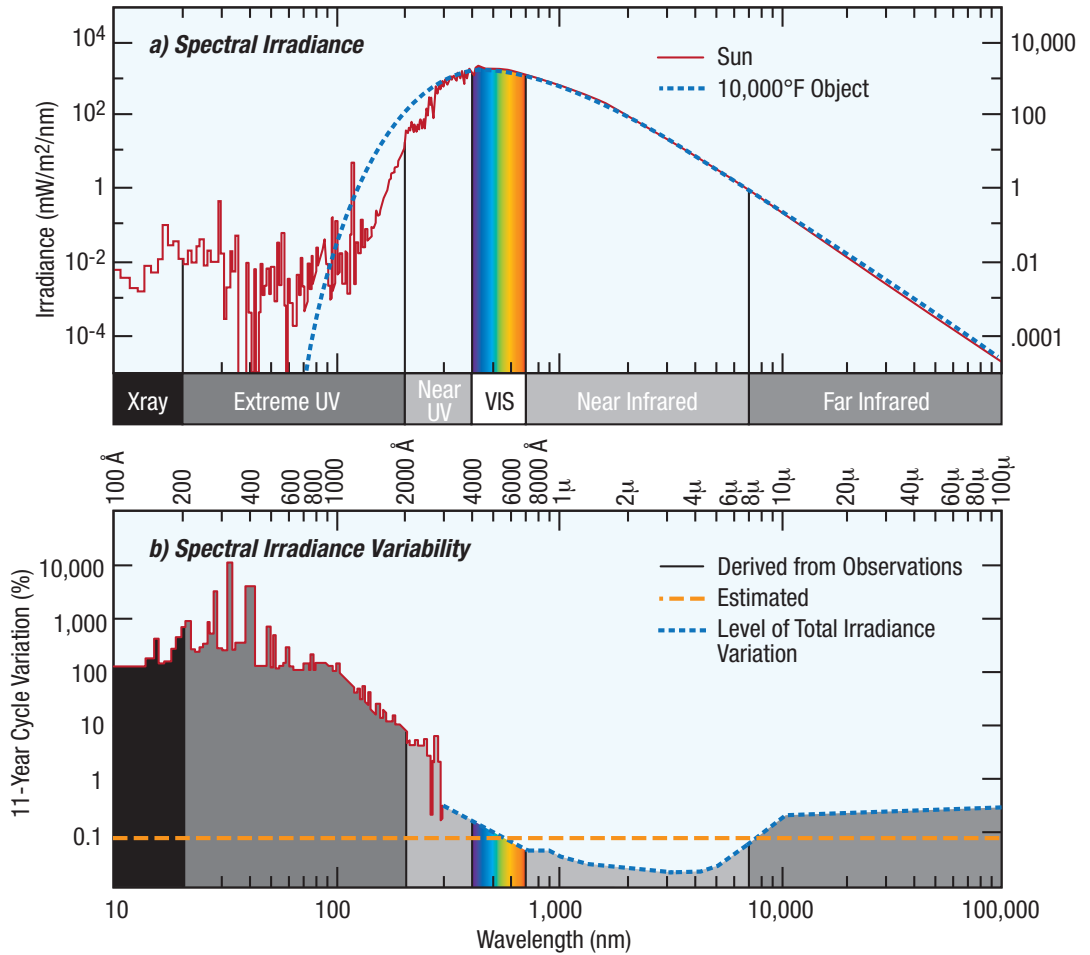 a) Spectral Irradiance
Sun
10,000°F Object
Irradiance (mW/m2/nm)
10⁴
10²
1
10⁻²
10⁻⁴
10,000
100
1
.01
.0001
Xray
Extreme UV
Near
UV
VIS
Near Infrared
Far Infrared
100 Å
200
400
600
800
1000
2000 Å
4000
6000
8000 Å
1μ
2μ
4μ
6μ
8μ
10μ
20μ
40μ
60μ
80μ
100μ
b) Spectral Irradiance Variability
Derived from Observations
Estimated
Level of Total Irradiance
Variation
11-Year Cycle Variation (%)
10,000
1,000
100
10
1
0.1
10
100
1,000
10,000
100,000
Wavelength (nm)